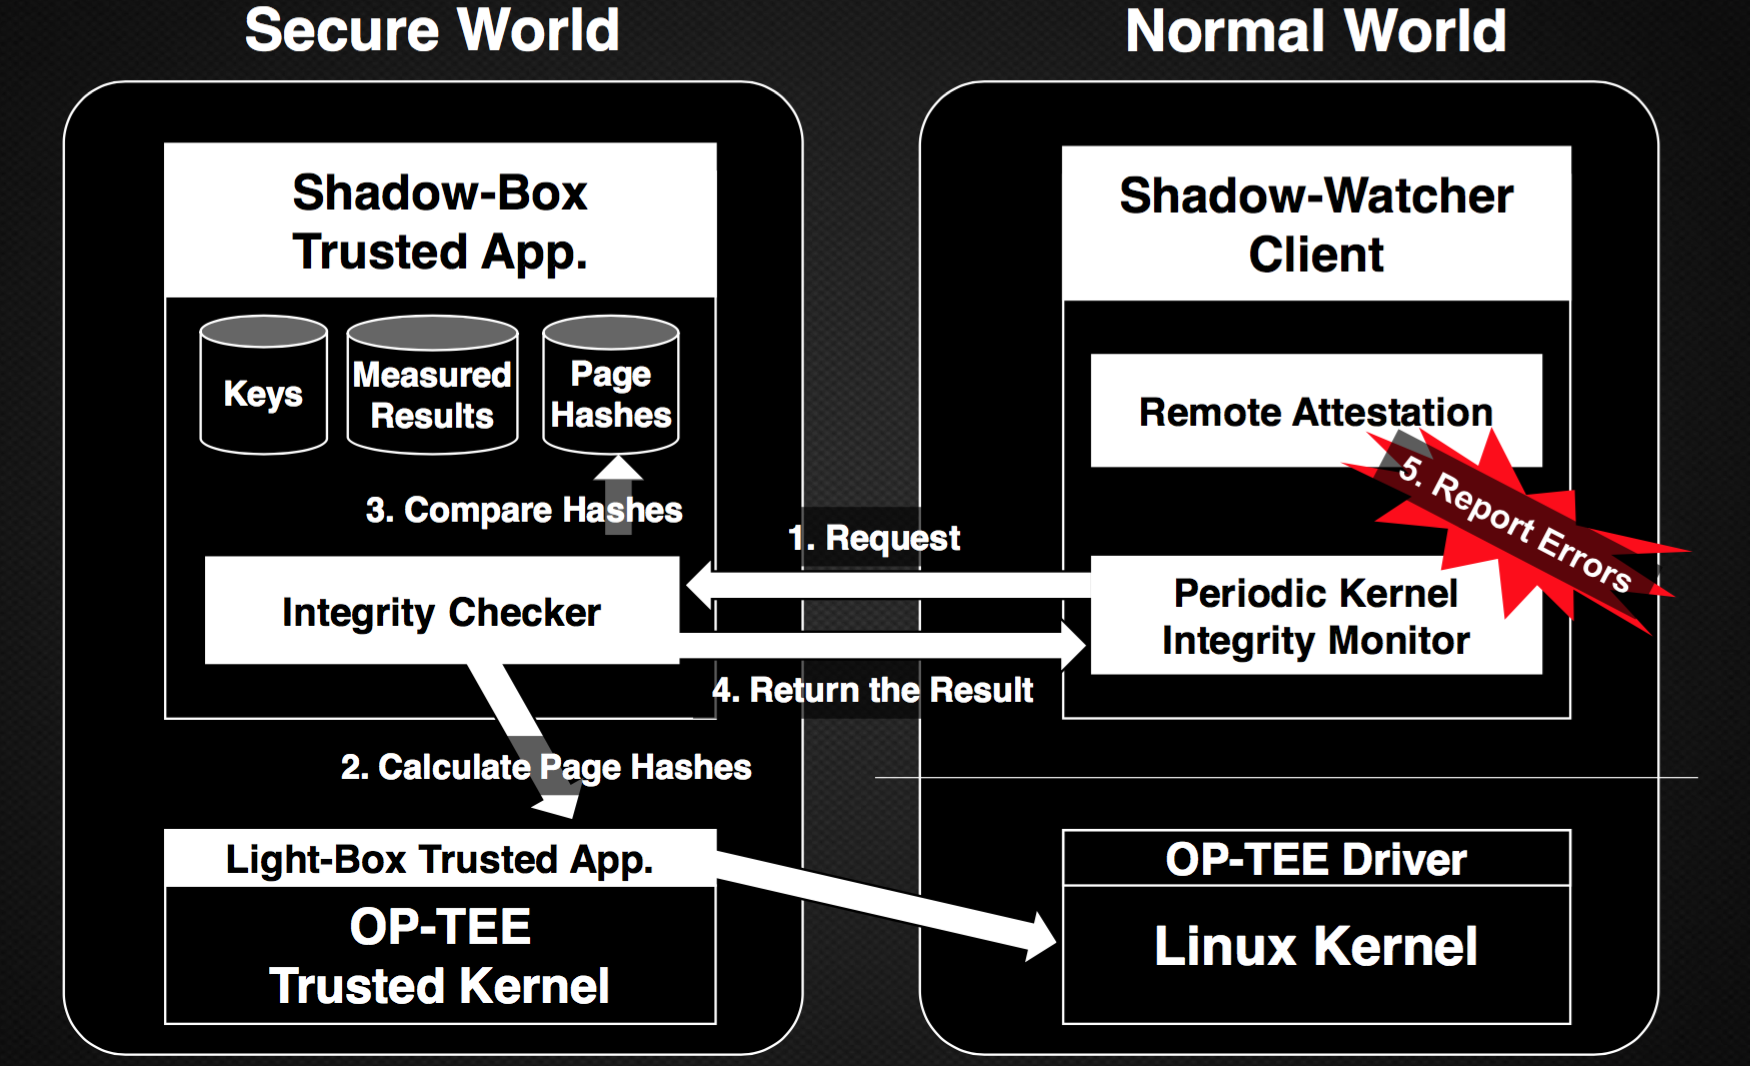 Secure World
Normal World
Shadow-Box
Trusted App.
Keys
Measured
Results
Page
Hashes
3. Compare Hashes
Integrity Checker
2. Calculate Page Hashes
Light-Box Trusted App.
OP-TEE
Trusted Kernel
1. Request
4. Return the Result
Shadow-Watcher
Client
Remote Attestation
5. Report Errors
Periodic Kernel
Integrity Monitor
OP-TEE Driver
Linux Kernel